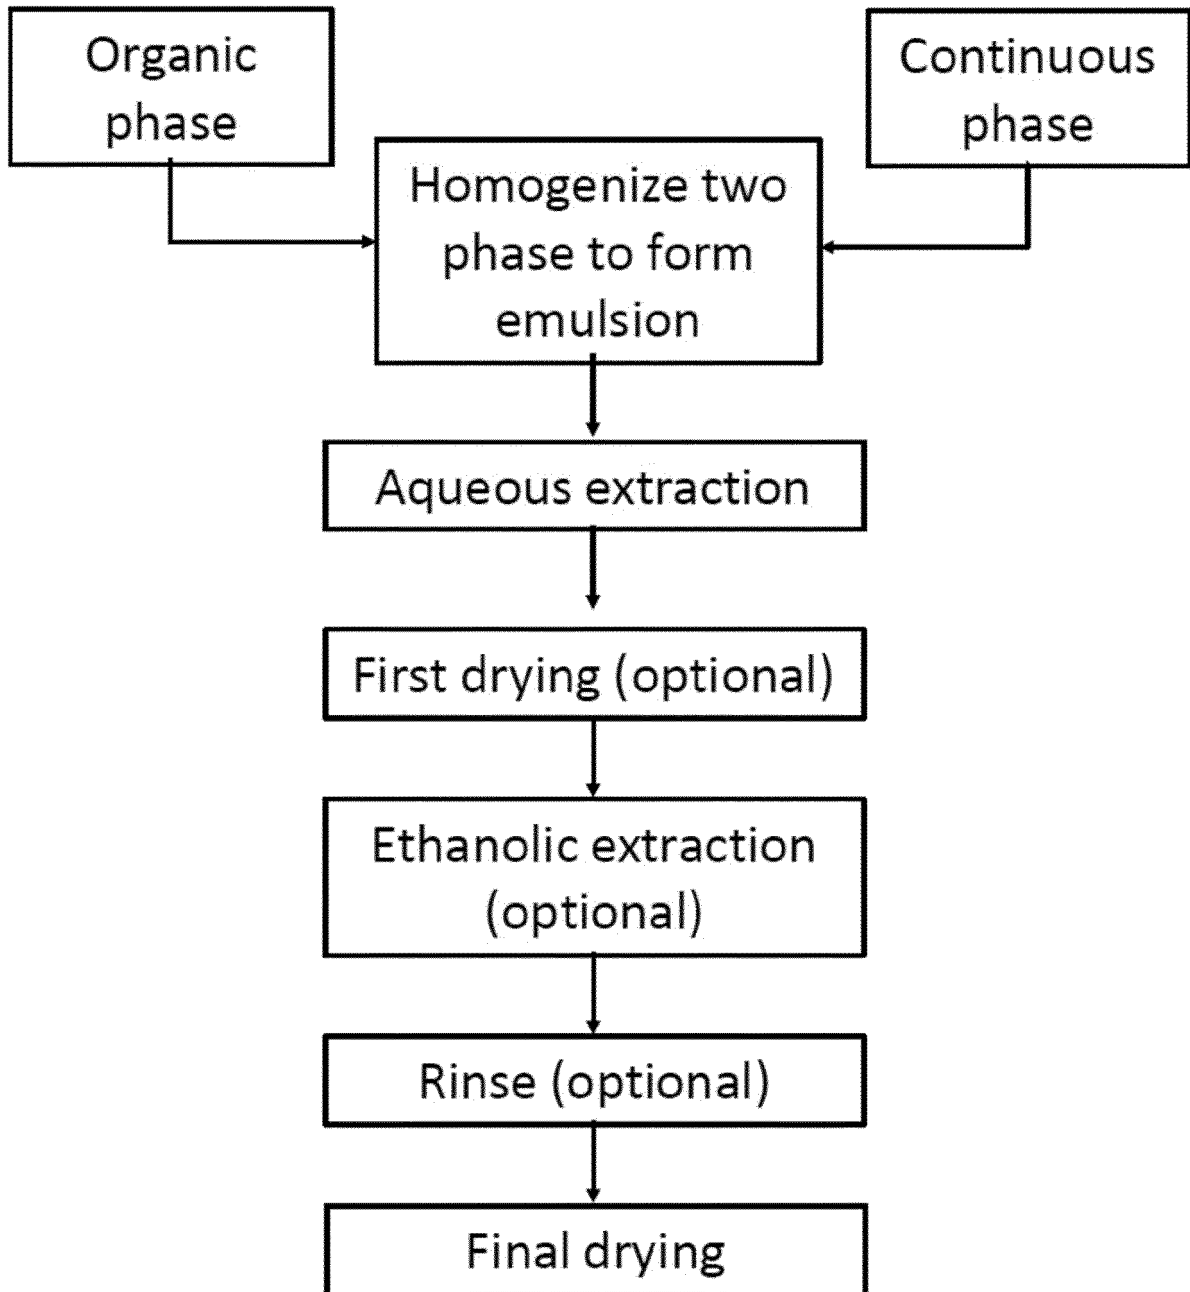 Organic
phase
Continuous
phase
Homogenize two
phase to form
emulsion
Aqueous extraction
First drying (optional)
Ethanolic extraction
(optional)
Rinse (optional)
Final drying